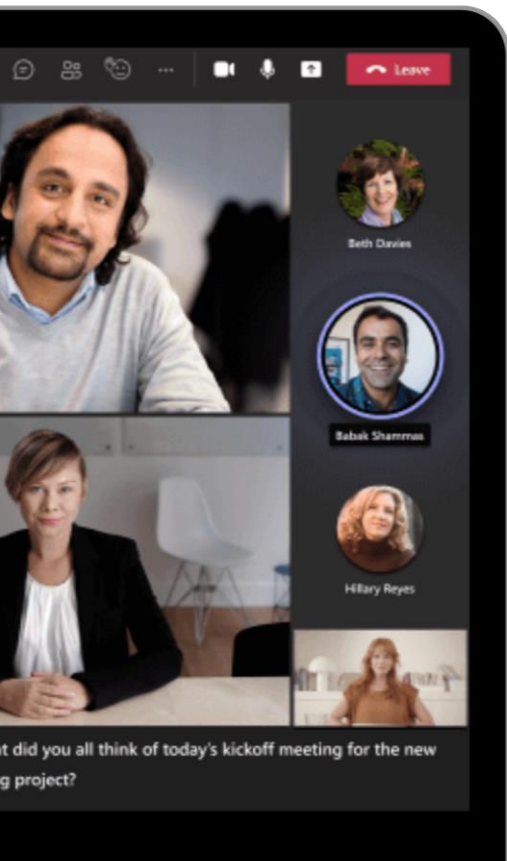 Leave
Beth Davies
Babak Shammas
Hillary Reyes
did you all think of today's kickoff meeting for the new
project?